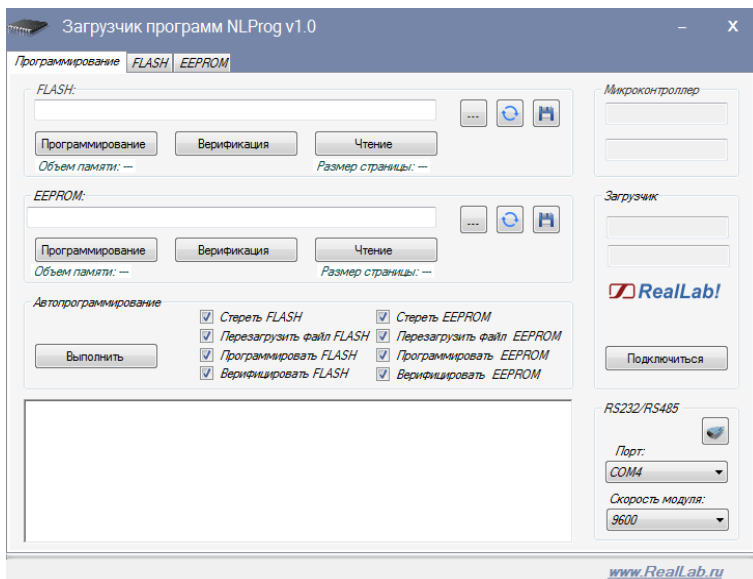 Загрузчик программ NLProg v1.0
Программирование FLASH EEPROM
FLASH:
...
Программирование Верификация Чтение
Объем памяти: --- Размер страницы: ---
EEPROM:
...
Программирование Верификация Чтение
Объем памяти: --- Размер страницы: ---
Автопрограммирование
Стереть FLASH Стереть EEPROM
Перезагрузить файл FLASH Перезагрузить файл EEPROM
Программировать FLASH Программировать EEPROM
Верифицировать FLASH Верифицировать EEPROM
Выполнить
Микроконтроллер
Загрузчик
RealLab!
Подключиться
RS232/RS485
Порт:
COM4
Скорость модуля:
9600
www.RealLab.ru